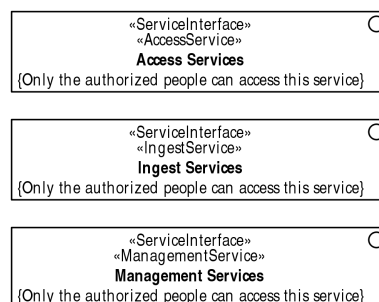 «ServiceInterface»
«AccessService»
Access Services
{Only the authorized people can access this service}
«ServiceInterface»
«IngestService»
Ingest Services
{Only the authorized people can access this service}
«ServiceInterface»
«ManagementService»
Management Services
{Only the authorized people can access this service}